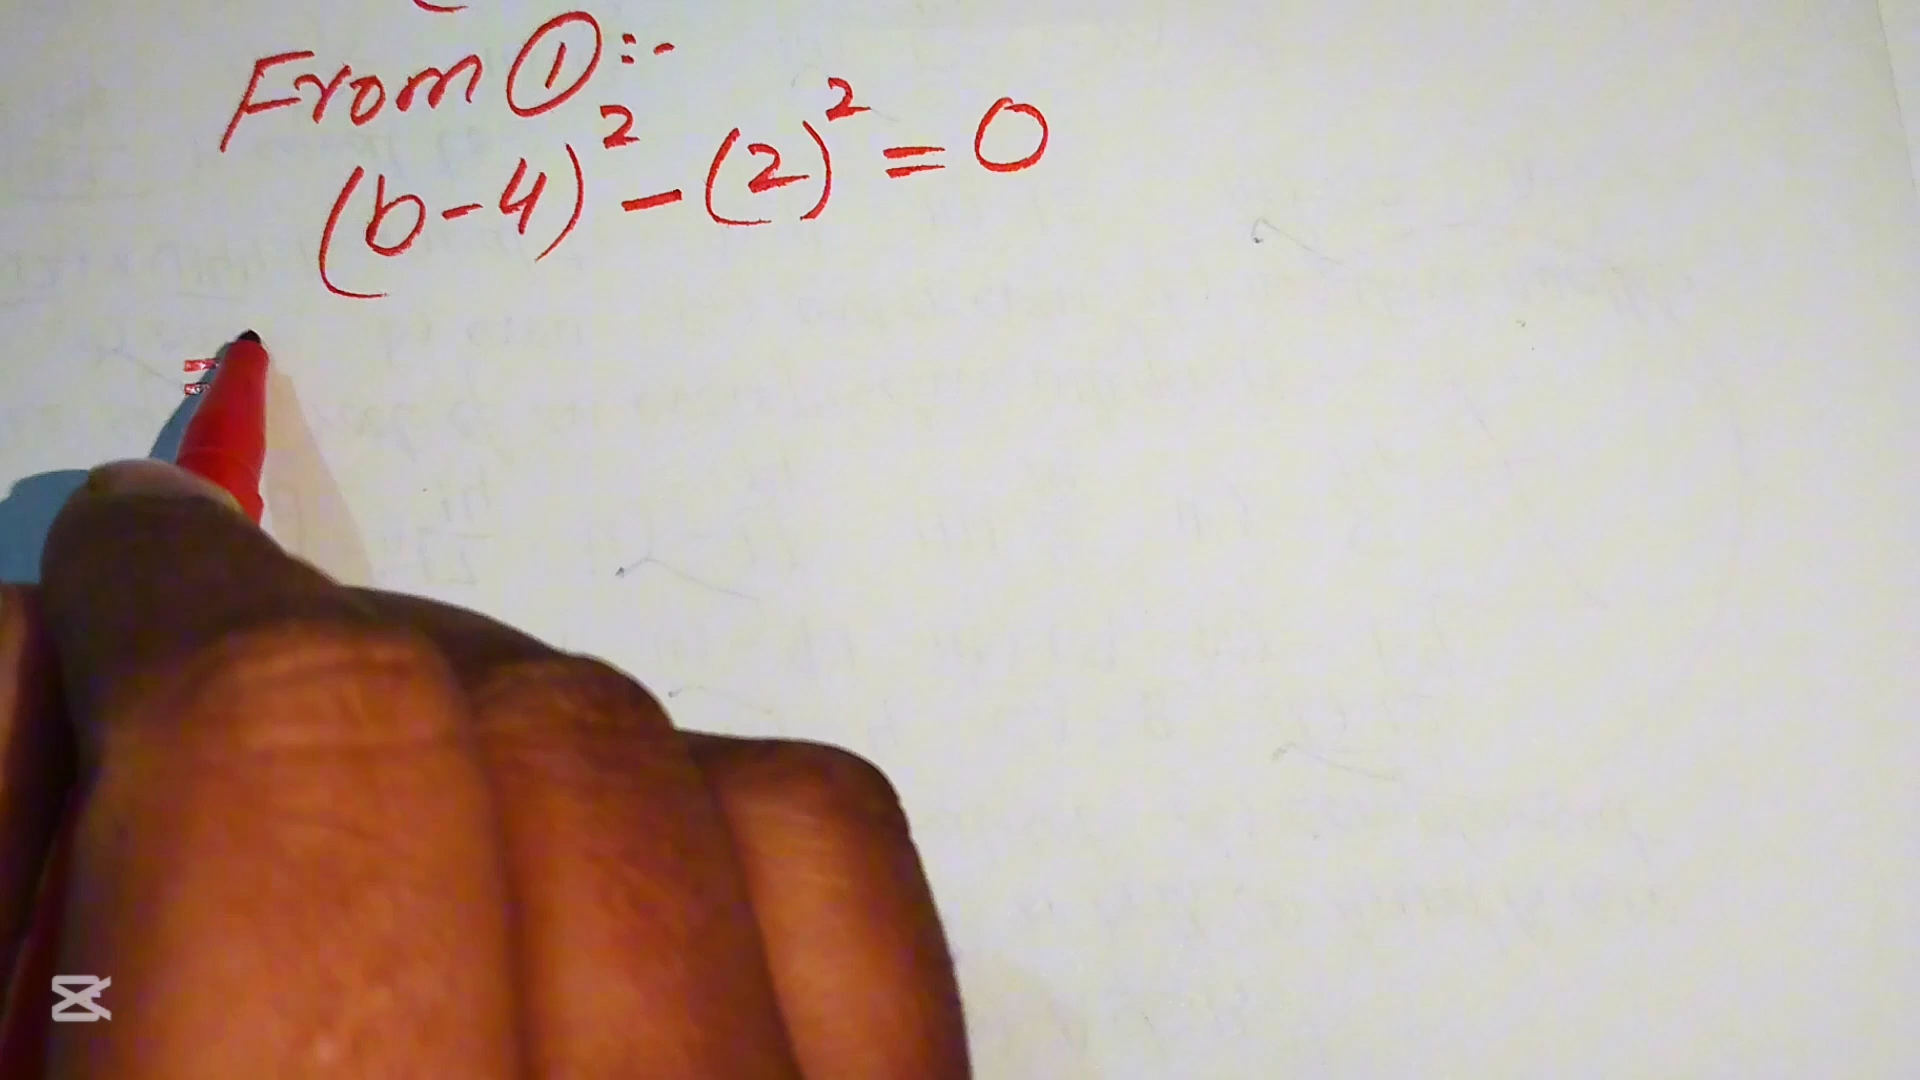 From ① :-
(b-4)² - (2)² = 0
=